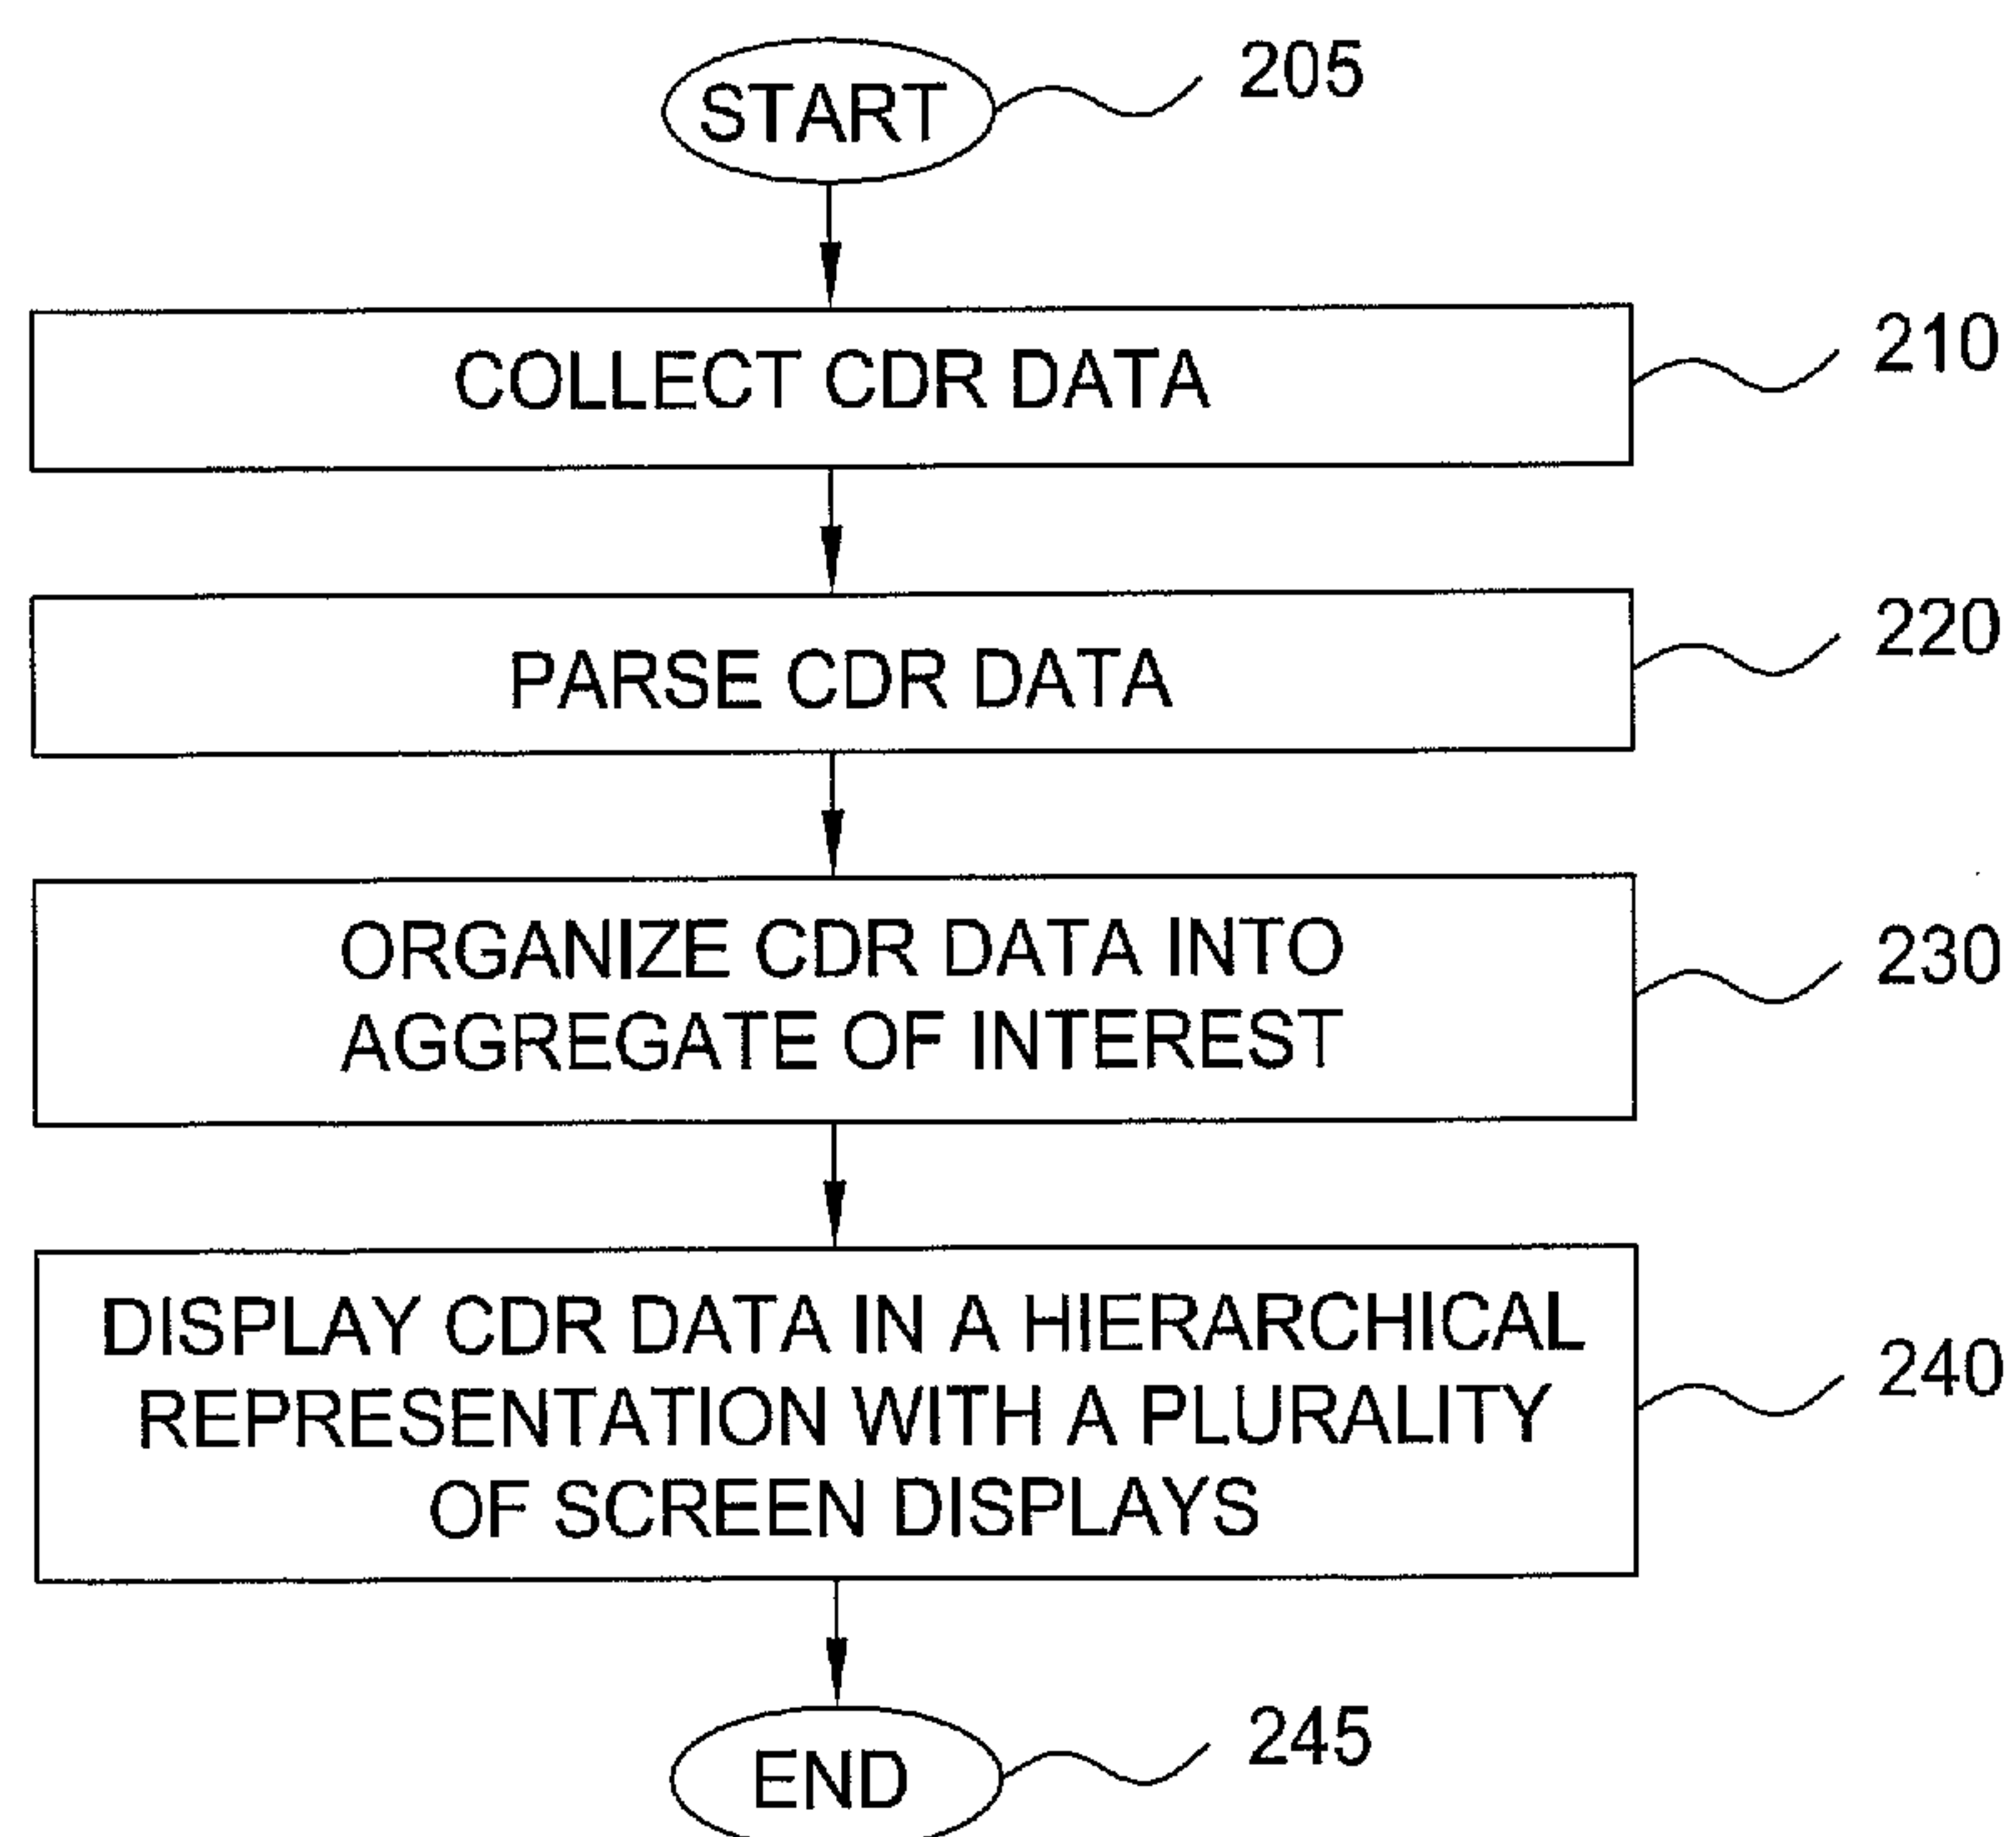 START
205
COLLECT CDR DATA
210
PARSE CDR DATA
220
ORGANIZE CDR DATA INTO
AGGREGATE OF INTEREST
230
DISPLAY CDR DATA IN A HIERARCHICAL
REPRESENTATION WITH A PLURALITY
OF SCREEN DISPLAYS
240
END
245